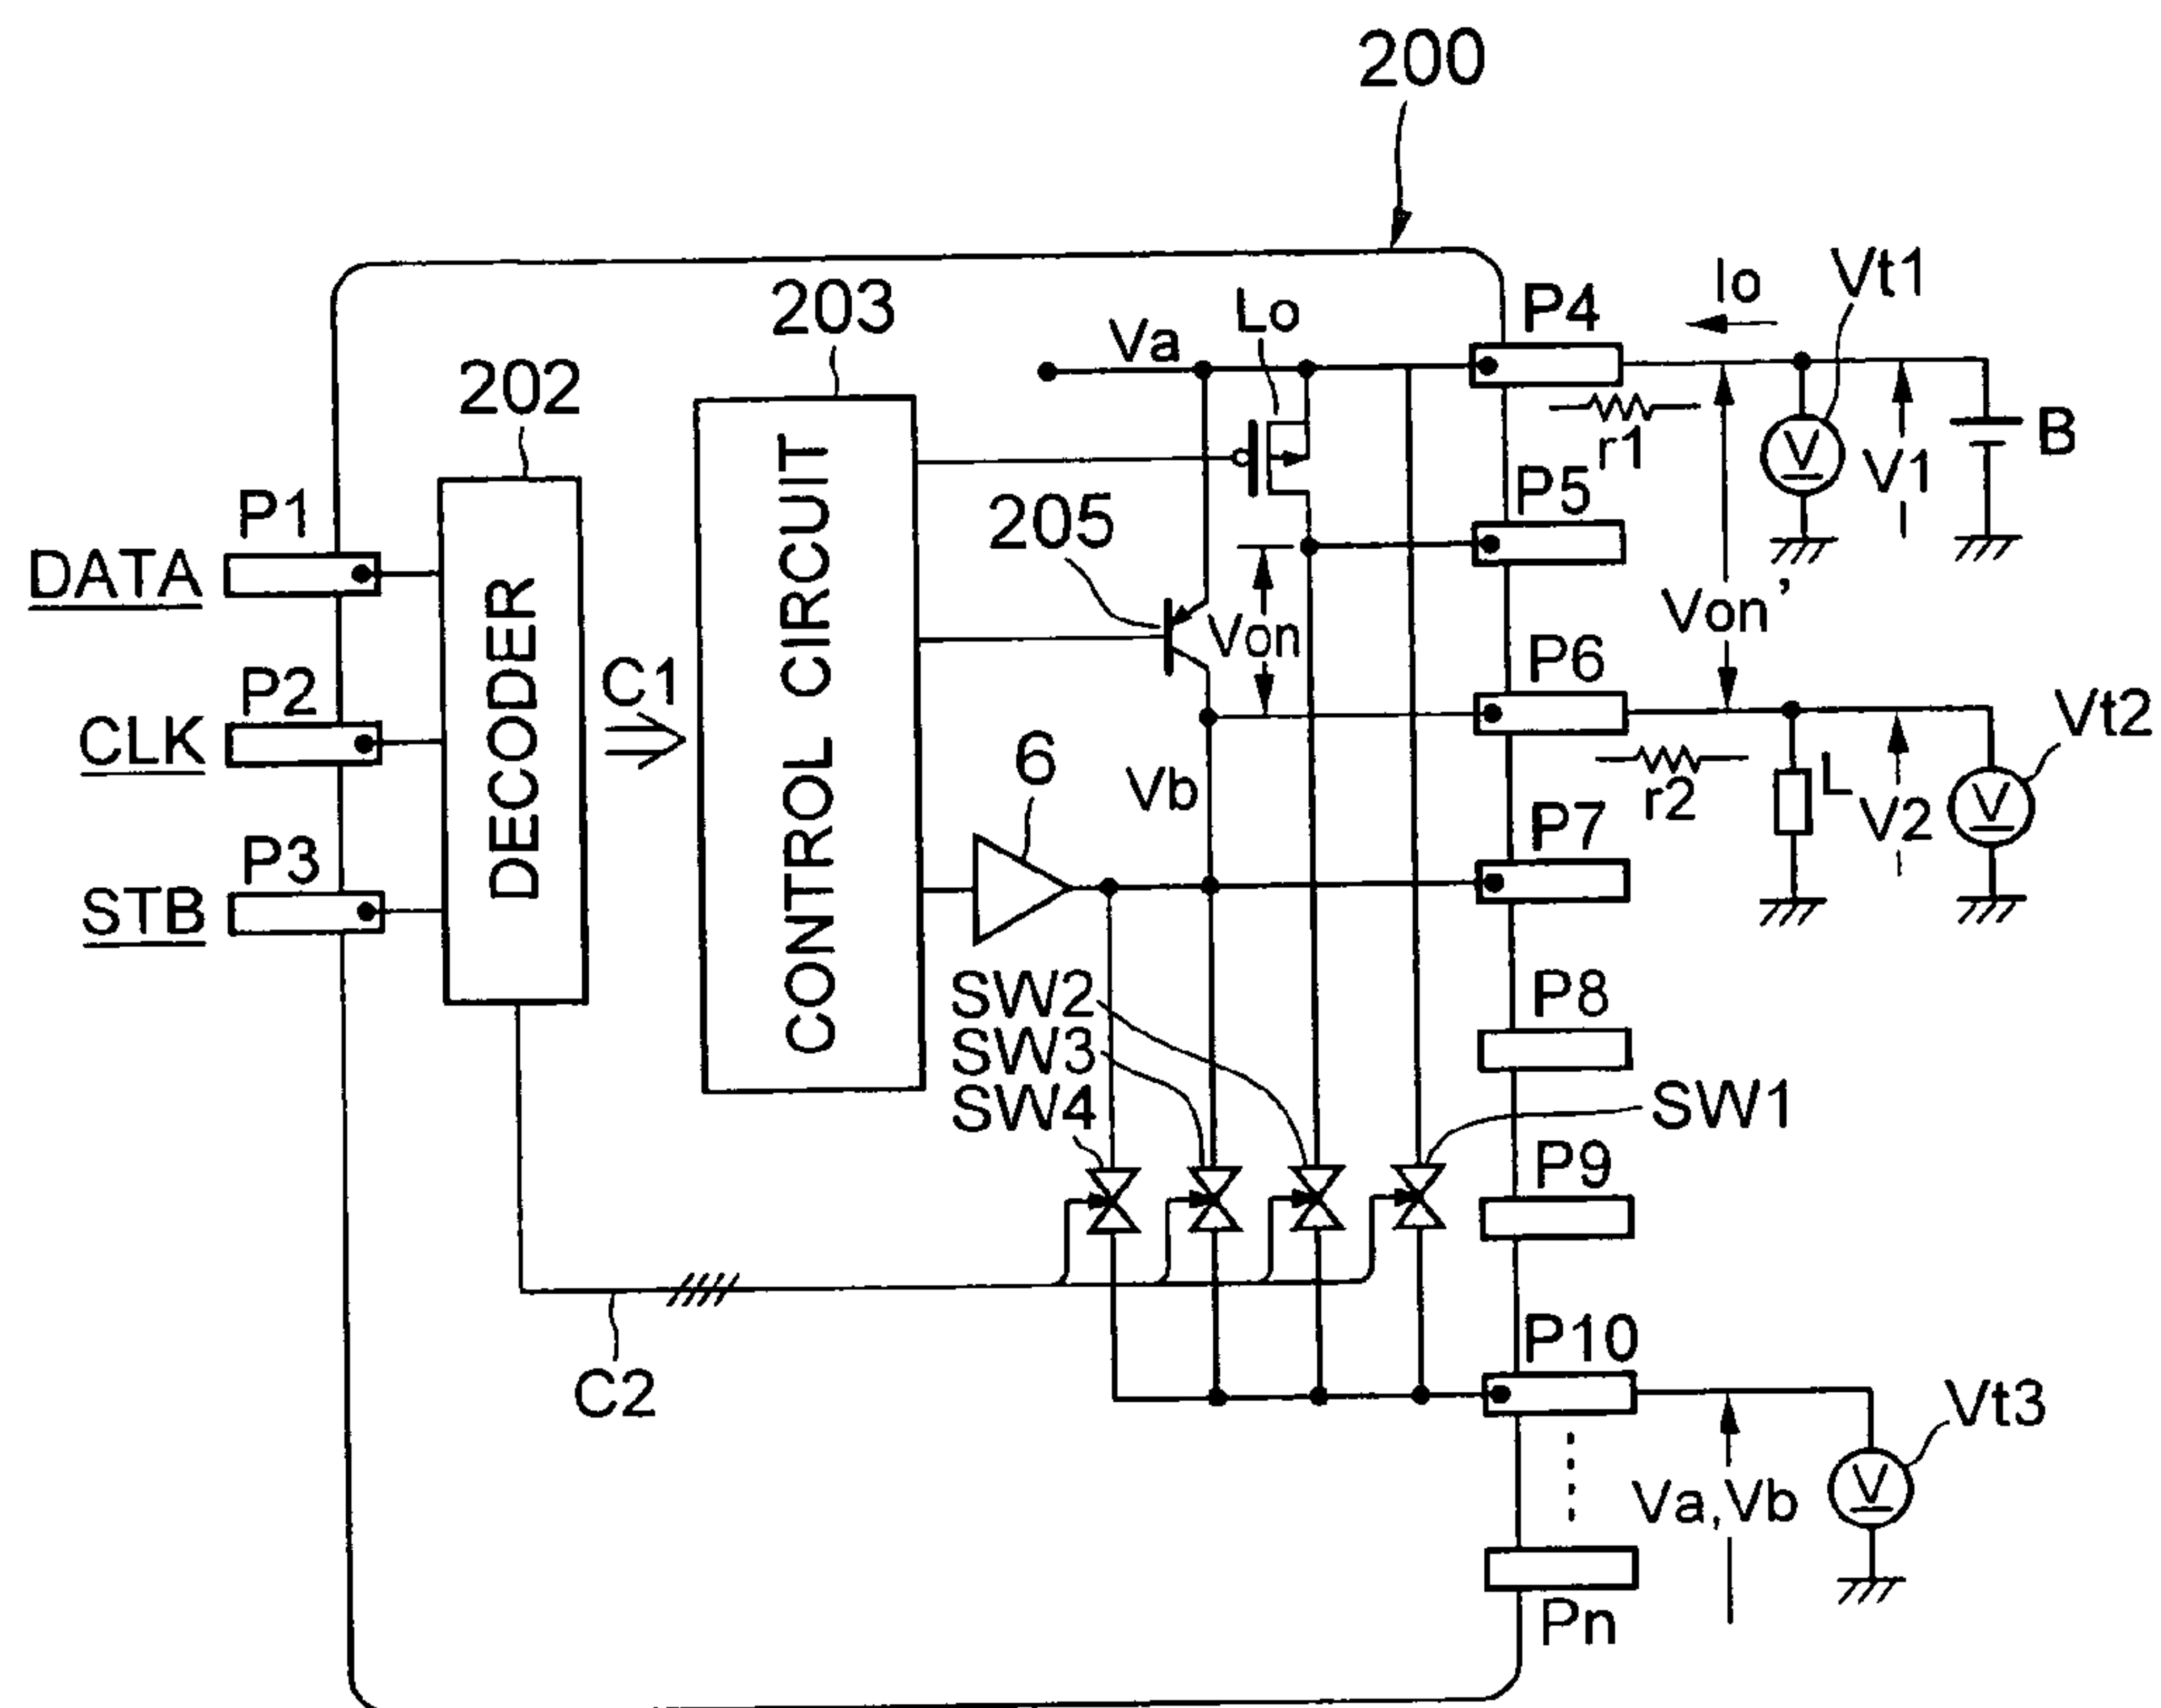 200
Io
Vt1
P4
Lo
Va
203
202
V
V1
B
r1
P5
P1
DATA
205
Von
Von'
P6
P2
CLK
C1
DECODER
CONTROL CIRCUIT
Vt2
6
Vb
r2
L
V2
V
P7
P3
STB
SW2
SW3
SW4
P8
SW1
P9
P10
C2
Vt3
Va,Vb
V
Pn